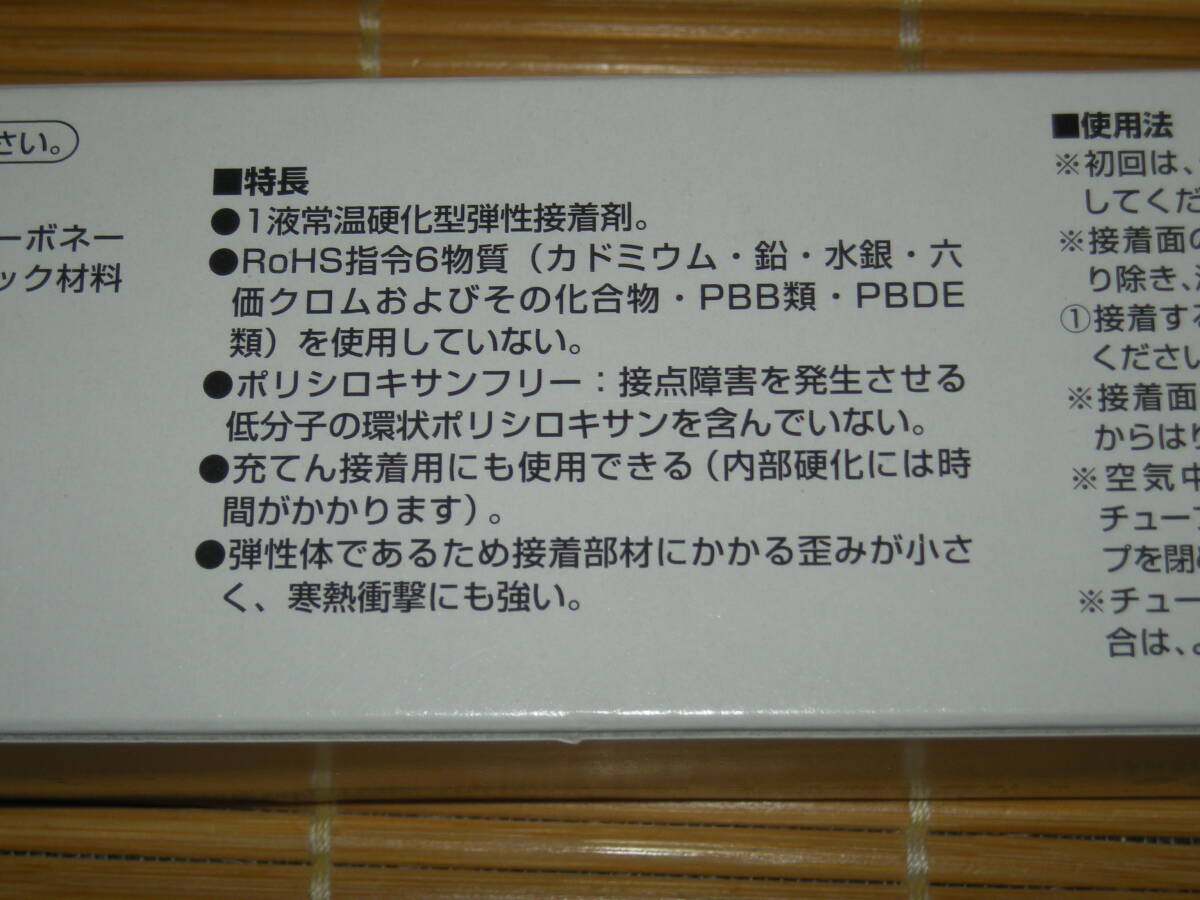 さい。
ーボネー
ック材料
■特長
●1液常温硬化型弾性接着剤。
●RoHS指令6物質（カドミウム・鉛・水銀・六
価クロムおよびその化合物・PBB類・PBDE
類）を使用していない。
●ポリシロキサンフリー：接点障害を発生させる
低分子の環状ポリシロキサンを含んでいない。
●充てん接着用にも使用できる（内部硬化には時
間がかかります）。
●弾性体であるため接着部材にかかる歪みが小さ
く、寒熱衝撃にも強い。
■使用法
※初回は、
してくだ
※接着面の
り除き、
①接着する
ください
※接着面
からは
※空気中
チュー
プを閉
※チュー
合は、